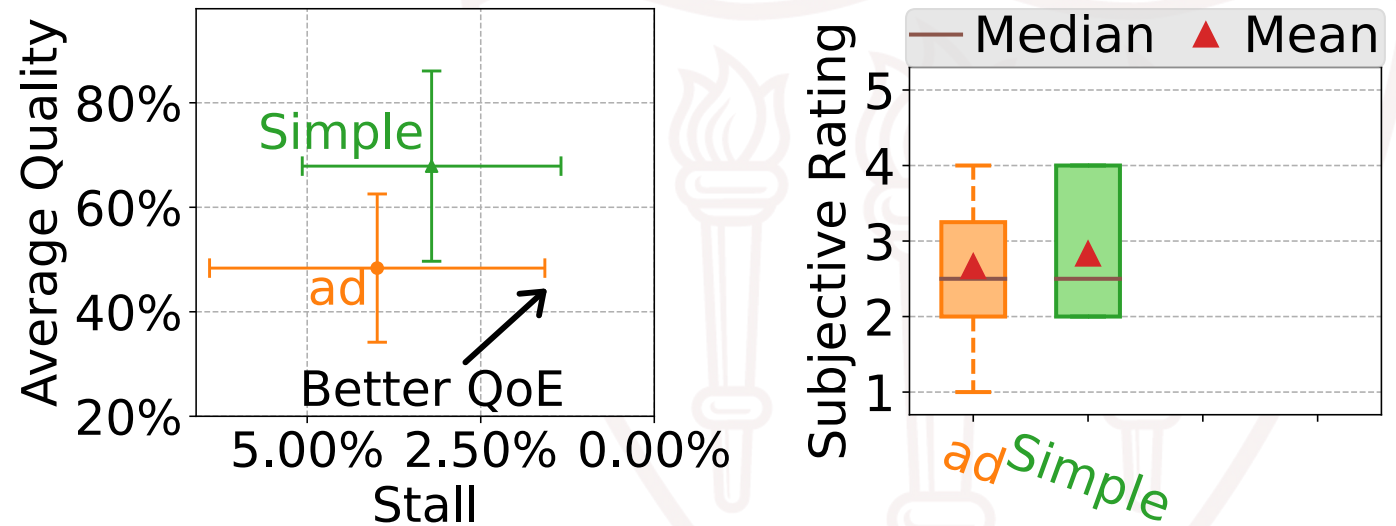 Average Quality
80%
60%
40%
20%
Simple
ad
Better QoE
5.00% 2.50% 0.00%
Stall
Median Mean
Subjective Rating
5
4
3
2
1
ad
Simple